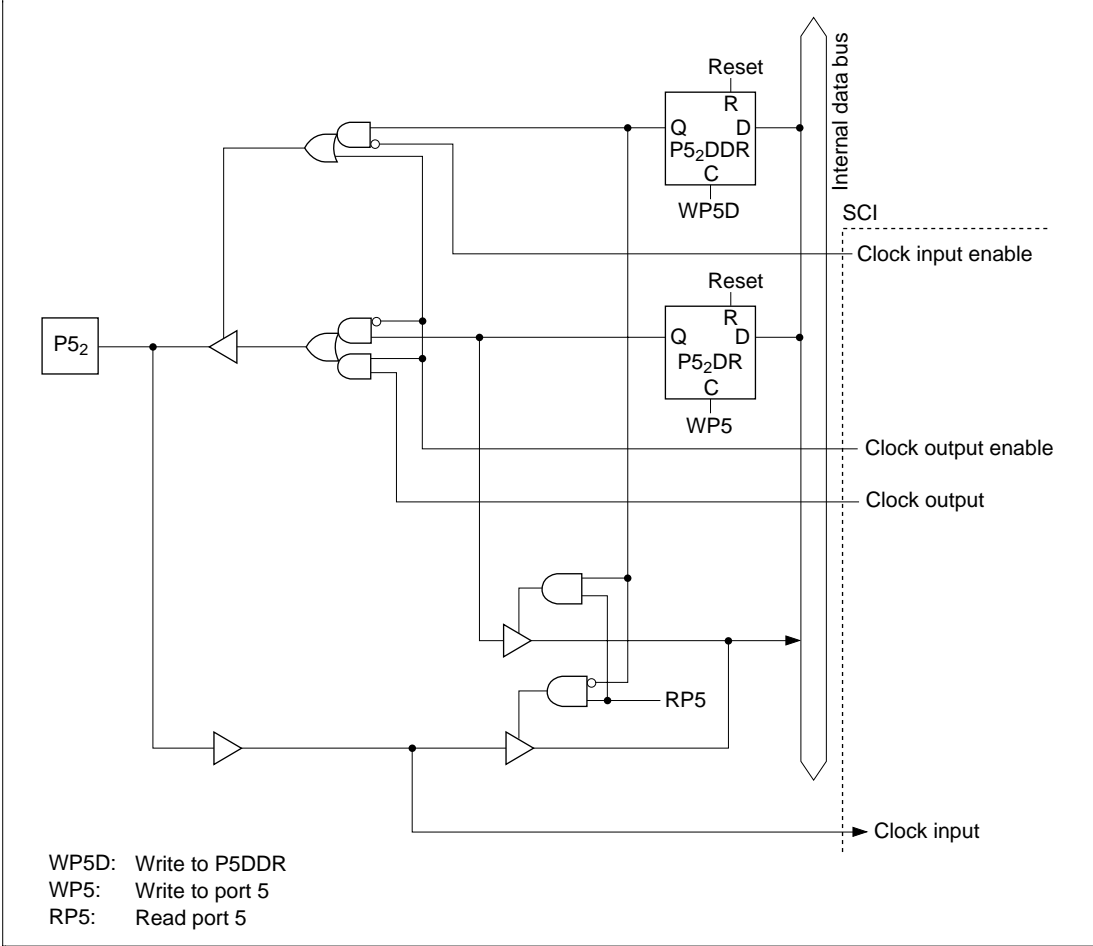 Reset
R
Q D
P5₂DDR
C
WP5D
Internal data bus
SCI
Clock input enable
Reset
R
Q D
P5₂DR
C
WP5
P5₂
Clock output enable
Clock output
RP5
Clock input
WP5D: Write to P5DDR
WP5: Write to port 5
RP5: Read port 5